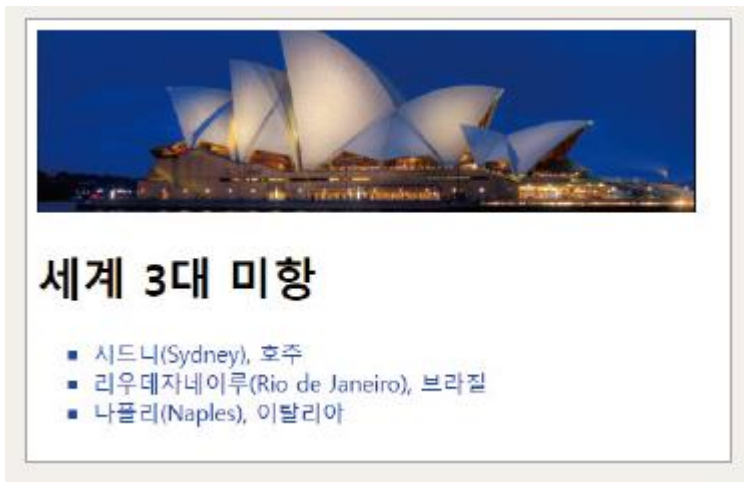 세계 3대 미항
시드니(Sydney), 호주
리우데자네이루(Rio de Janeiro), 브라질
나폴리(Naples), 이탈리아